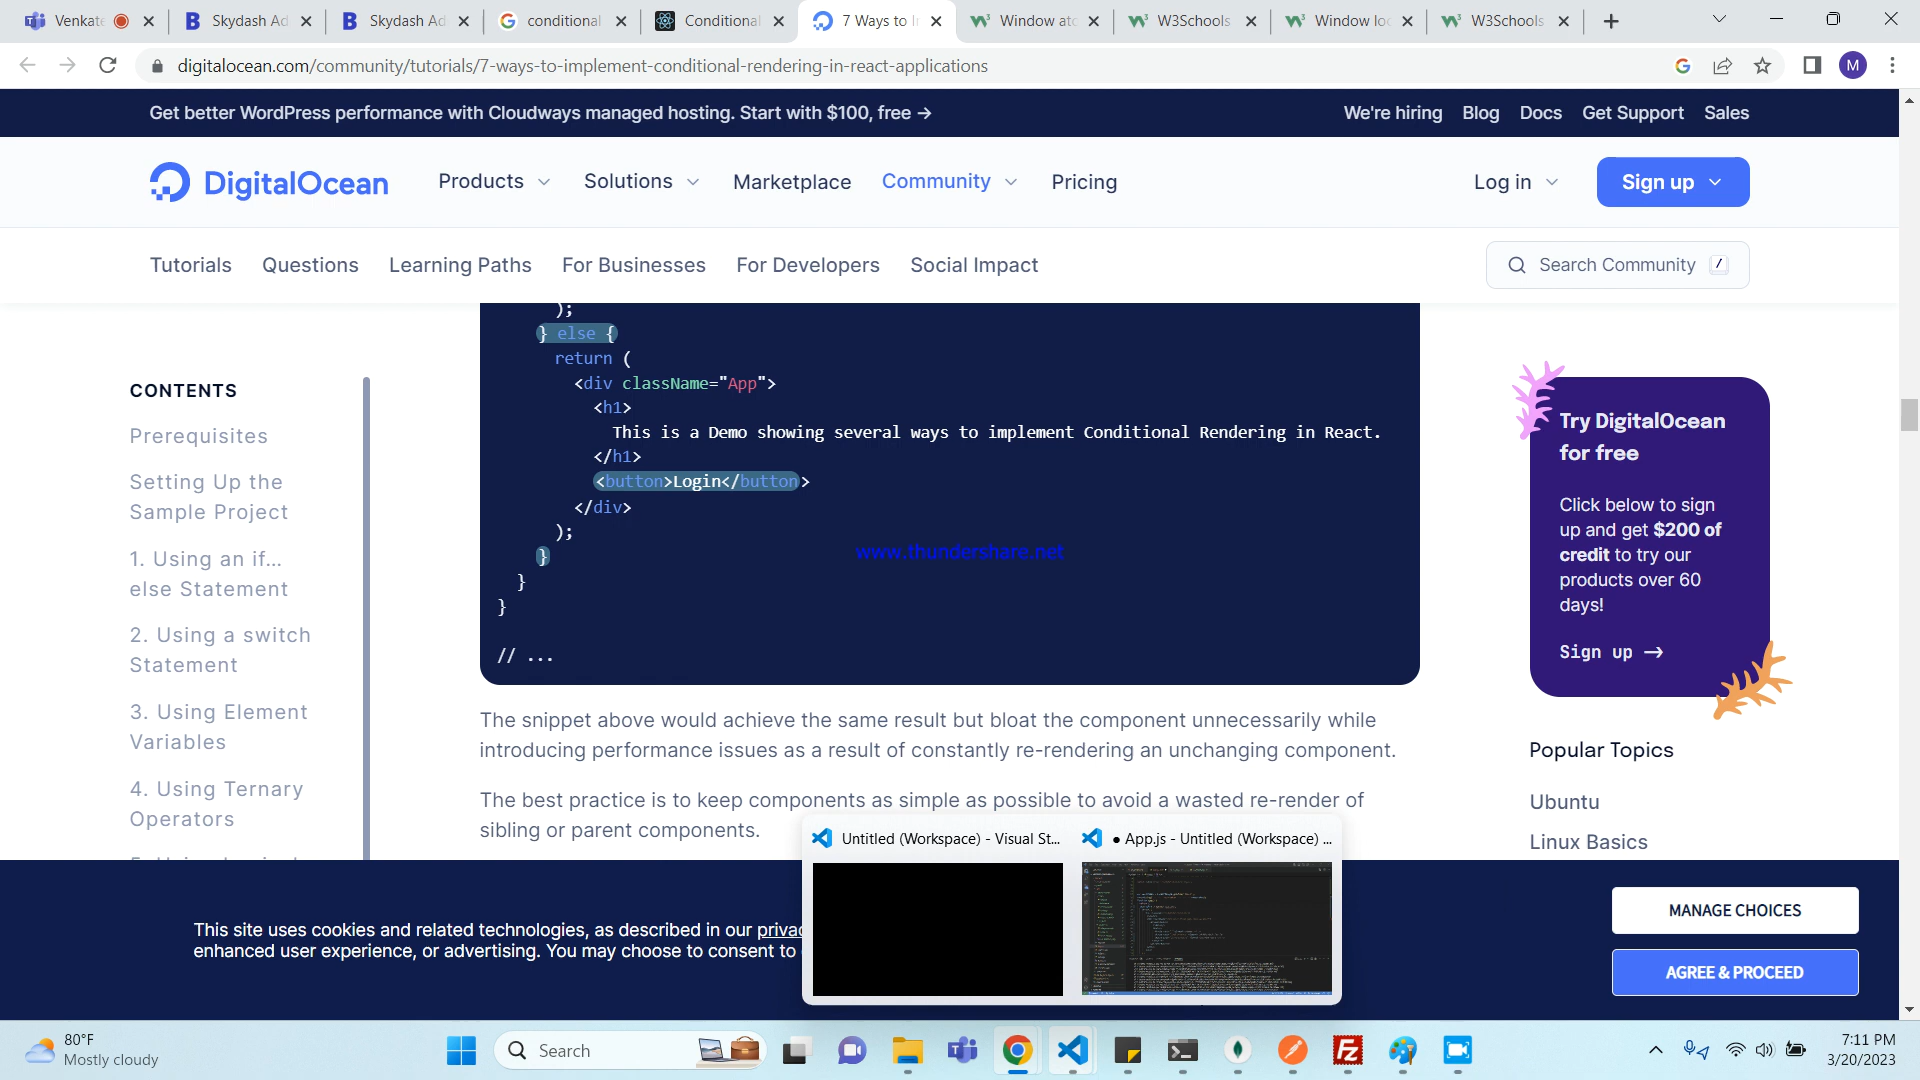 Venkate
Skydash Ad
Skydash Ad
conditional
Conditional
7 Ways to I
Window ato
W3Schools
Window loc
W3Schools
digitalocean.com/community/tutorials/7-ways-to-implement-conditional-rendering-in-react-applications
M
Get better WordPress performance with Cloudways managed hosting. Start with $100, free →
We're hiring Blog Docs Get Support Sales
DigitalOcean
Products Solutions Marketplace Community Pricing
Log in
Sign up
Tutorials Questions Learning Paths For Businesses For Developers Social Impact
Search Community /
CONTENTS
Prerequisites
Setting Up the
Sample Project
1. Using an if...
else Statement
2. Using a switch
Statement
3. Using Element
Variables
4. Using Ternary
Operators
);
} else {
return (
<div className="App">
<h1>
This is a Demo showing several ways to implement Conditional Rendering in React.
</h1>
<button>Login</button>
</div>
);
}
}
}
// ...
www.thundershare.net
The snippet above would achieve the same result but bloat the component unnecessarily while
introducing performance issues as a result of constantly re-rendering an unchanging component.
The best practice is to keep components as simple as possible to avoid a wasted re-render of
sibling or parent components.
Try DigitalOcean
for free
Click below to sign
up and get $200 of
credit to try our
products over 60
days!
Sign up →
Popular Topics
Ubuntu
Linux Basics
Untitled (Workspace) - Visual St...
● App.js - Untitled (Workspace) ...
This site uses cookies and related technologies, as described in our privac
enhanced user experience, or advertising. You may choose to consent to
MANAGE CHOICES
AGREE & PROCEED
80°F
Mostly cloudy
Search
7:11 PM
3/20/2023